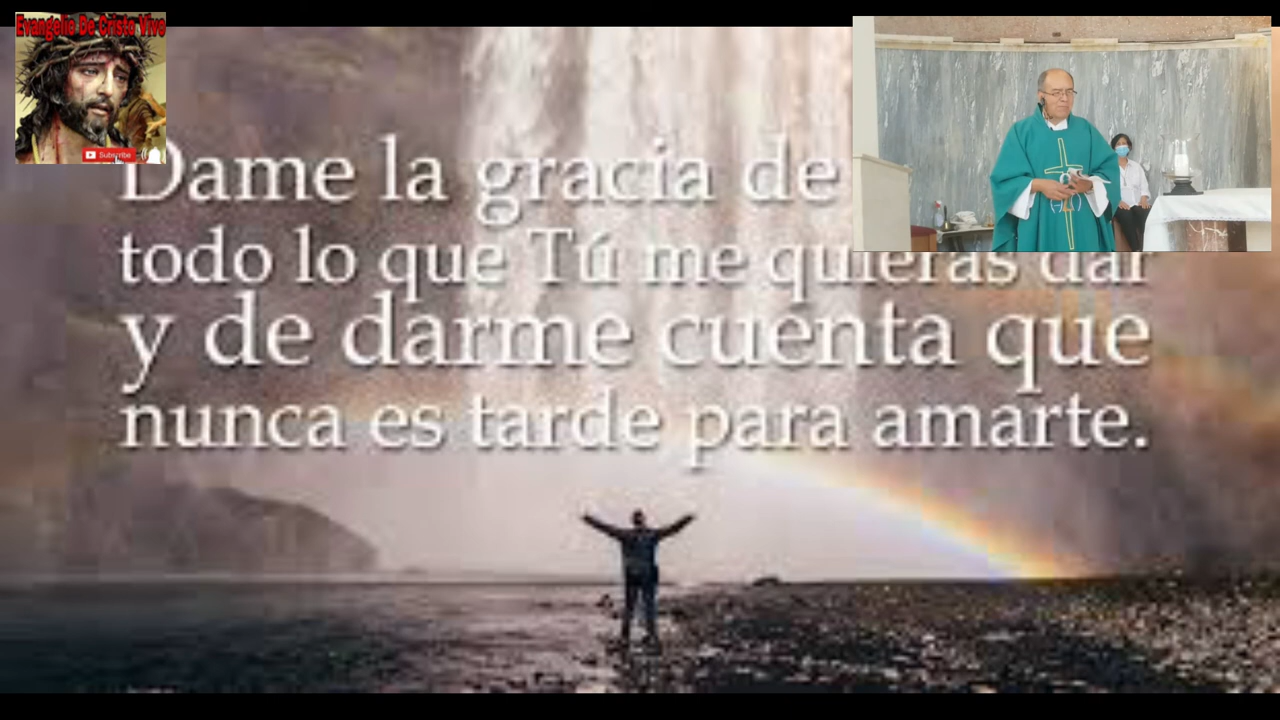 Evangelio De Cristo Vivo
Subscribe
Dame la gracia de
todo lo que Tú me quieras dar
y de darme cuenta que
nunca es tarde para amarte.